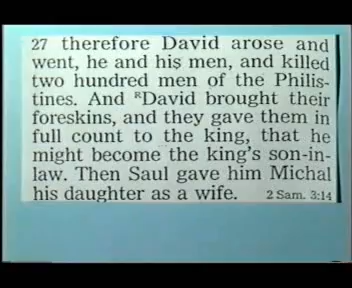 27 therefore David arose and
went, he and his men, and killed
two hundred men of the Philis-
tines. And ᴿDavid brought their
foreskins, and they gave them in
full count to the king, that he
might become the king's son-in-
law. Then Saul gave him Michal
his daughter as a wife. 2 Sam. 3:14